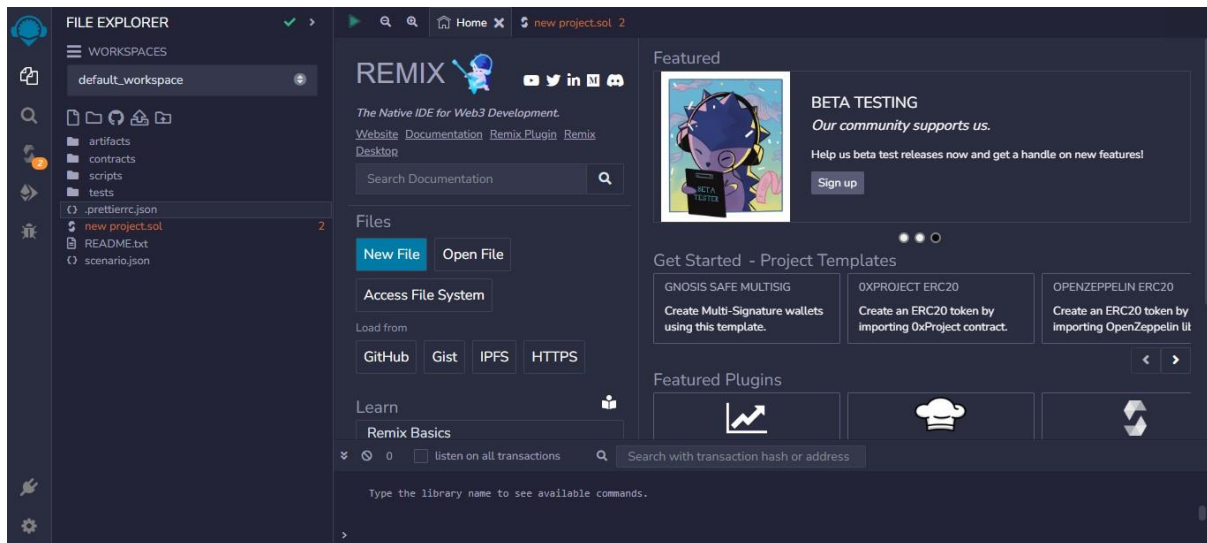 FILE EXPLORER
WORKSPACES
default_workspace
artifacts
contracts
scripts
tests
.prettierrc.json
new project.sol 2
README.txt
scenario.json
2
Home
new project.sol 2
REMIX
The Native IDE for Web3 Development.
Website Documentation Remix Plugin Remix
Desktop
Search Documentation
Files
New File Open File
Access File System
Load from
GitHub Gist IPFS HTTPS
Learn
Remix Basics
Featured
BETA TESTER
BETA TESTING
Our community supports us.
Help us beta test releases now and get a handle on new features!
Sign up
Get Started - Project Templates
GNOSIS SAFE MULTISIG
Create Multi-Signature wallets
using this template.
0XPROJECT ERC20
Create an ERC20 token by
importing 0xProject contract.
OPENZEPPELIN ERC20
Create an ERC20 token by
importing OpenZeppelin lib
Featured Plugins
0 listen on all transactions Search with transaction hash or address
Type the library name to see available commands.
>